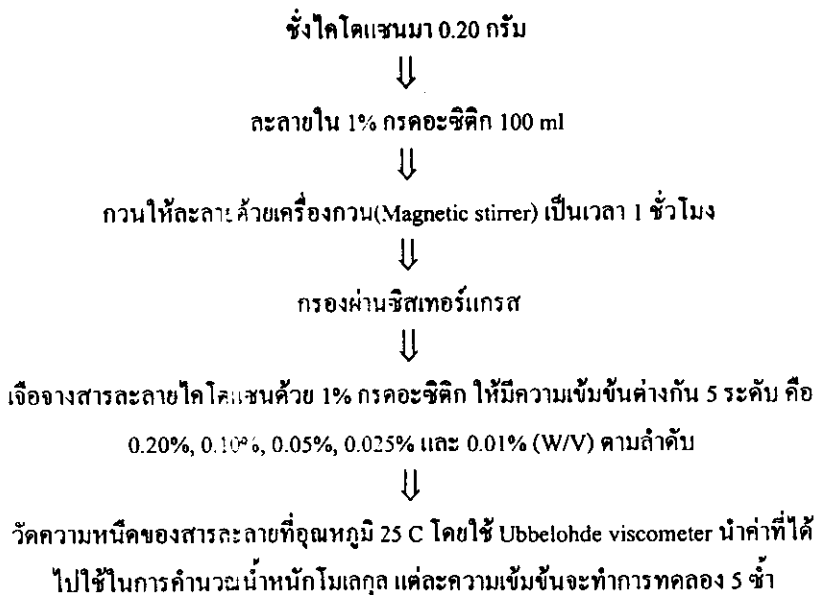 ชั่งไคโตแซนมา 0.20 กรัม
⇓
ละลายใน 1% กรดอะซิติก 100 ml
⇓
กวนให้ละลายด้วยเครื่องกวน(Magnetic stirrer) เป็นเวลา 1 ชั่วโมง
⇓
กรองผ่านซิสเทอร์แกรส
⇓
เจือจางสารละลายไคโตแซนด้วย 1% กรดอะซิติก ให้มีความเข้มข้นต่างกัน 5 ระดับ คือ
0.20%, 0.10%, 0.05%, 0.025% และ 0.01% (W/V) ตามลำดับ
⇓
วัดความหนืดของสารละลายที่อุณหภูมิ 25 C โดยใช้ Ubbelohde viscometer นำค่าที่ได้
ไปใช้ในการคำนวณน้ำหนักโมเลกุล แต่ละความเข้มข้นจะทำการทดลอง 5 ซ้ำ